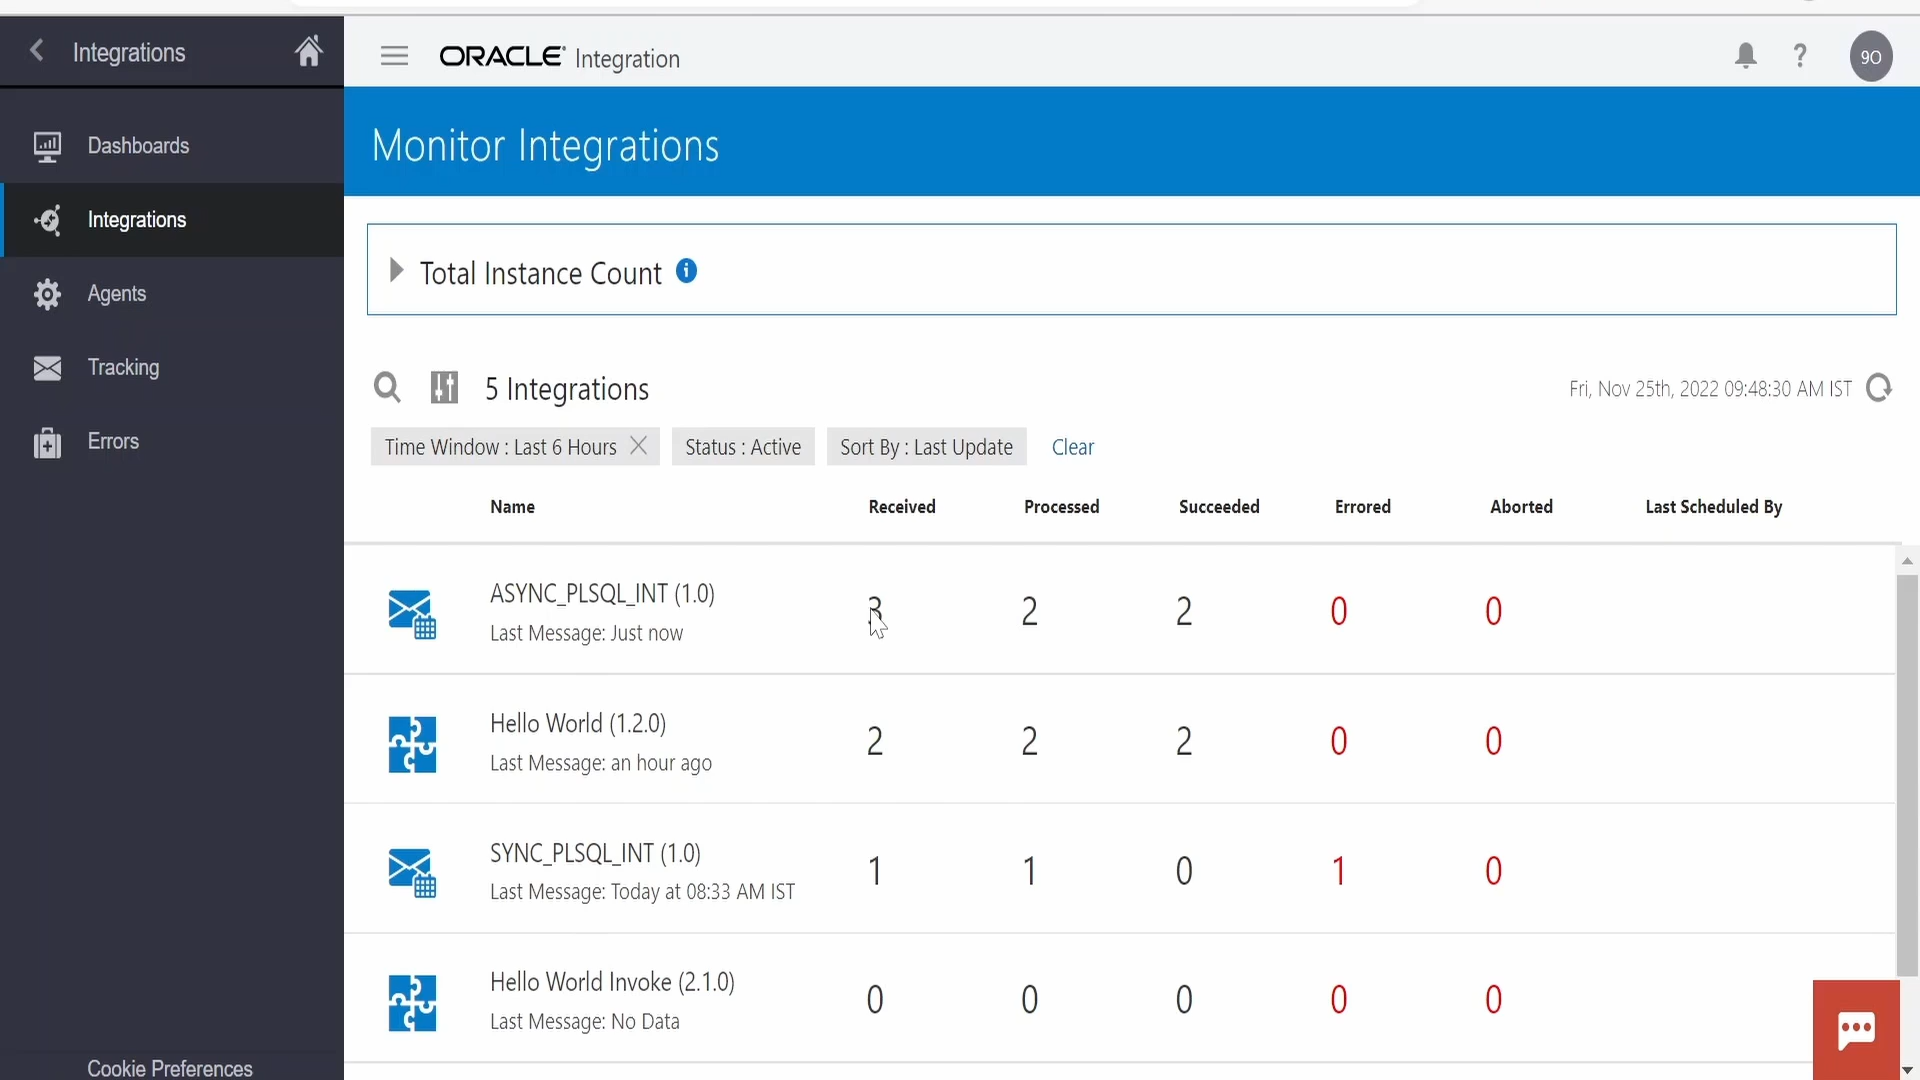 Integrations
ORACLE Integration
9O
Monitor Integrations
Dashboards
Integrations
Agents
Tracking
Errors
Cookie Preferences
Total Instance Count
5 Integrations
Fri, Nov 25th, 2022 09:48:30 AM IST
Time Window : Last 6 Hours Status : Active Sort By : Last Update Clear
Name Received Processed Succeeded Errored Aborted Last Scheduled By
ASYNC_PLSQL_INT (1.0) 3 2 2 0 0
Last Message: Just now
Hello World (1.2.0) 2 2 2 0 0
Last Message: an hour ago
SYNC_PLSQL_INT (1.0) 1 1 0 1 0
Last Message: Today at 08:33 AM IST
Hello World Invoke (2.1.0) 0 0 0 0 0
Last Message: No Data